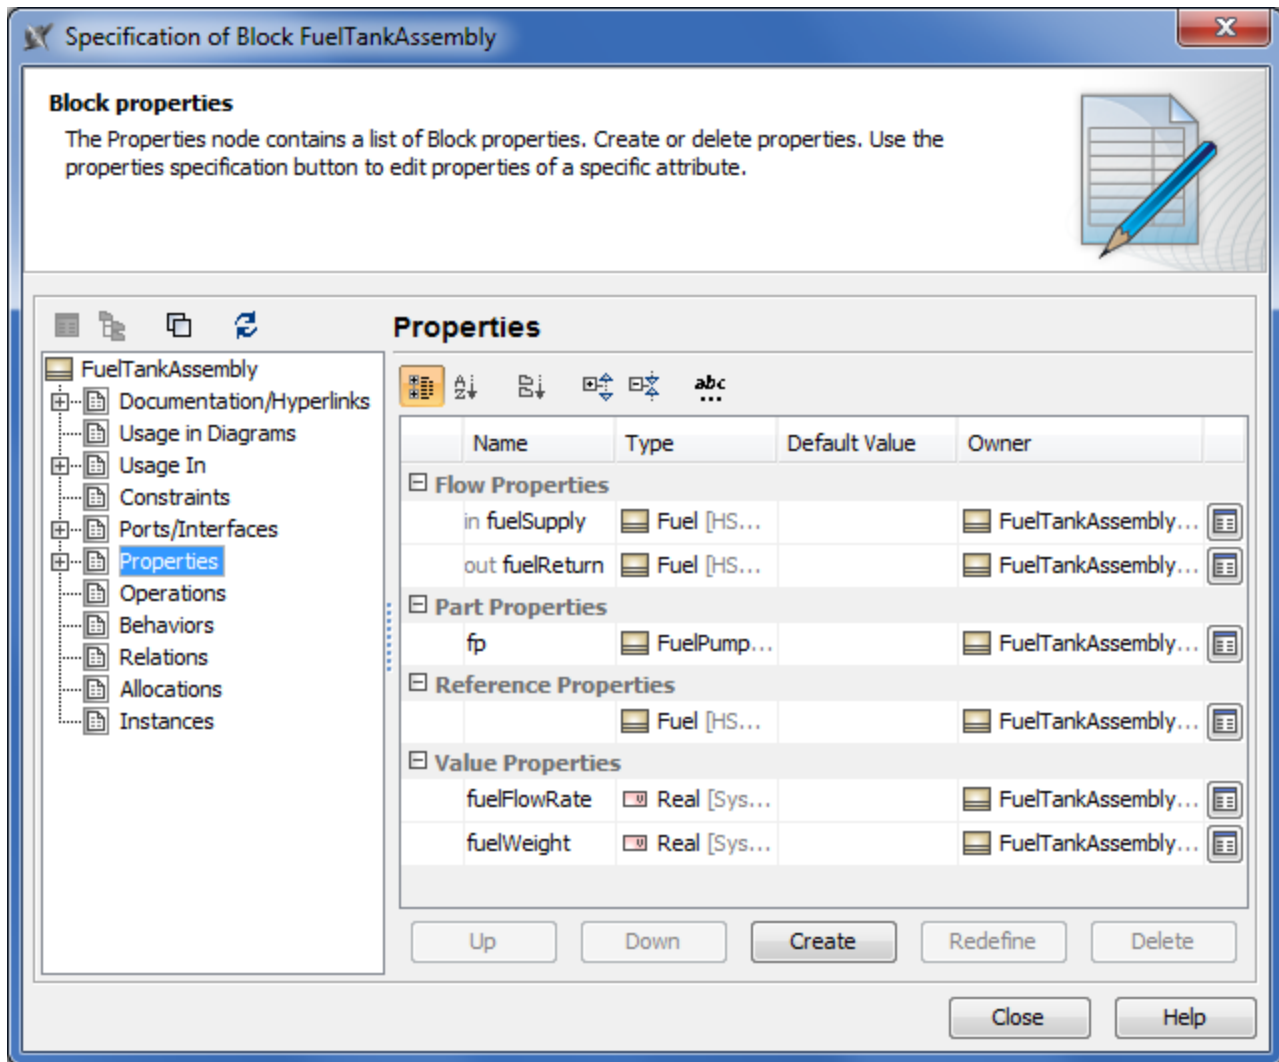 Specification of Block FuelTankAssembly
Block properties
The Properties node contains a list of Block properties. Create or delete properties. Use the
properties specification button to edit properties of a specific attribute.
FuelTankAssembly
Documentation/Hyperlinks
Usage in Diagrams
Usage In
Constraints
Ports/Interfaces
Properties
Operations
Behaviors
Relations
Allocations
Instances
Properties
abc
Name Type Default Value Owner
Flow Properties
in fuelSupply Fuel [HS... FuelTankAssembly...
out fuelReturn Fuel [HS... FuelTankAssembly...
Part Properties
fp FuelPump... FuelTankAssembly...
Reference Properties
Fuel [HS... FuelTankAssembly...
Value Properties
fuelFlowRate Real [Sys... FuelTankAssembly...
fuelWeight Real [Sys... FuelTankAssembly...
Up Down Create Redefine Delete
Close Help